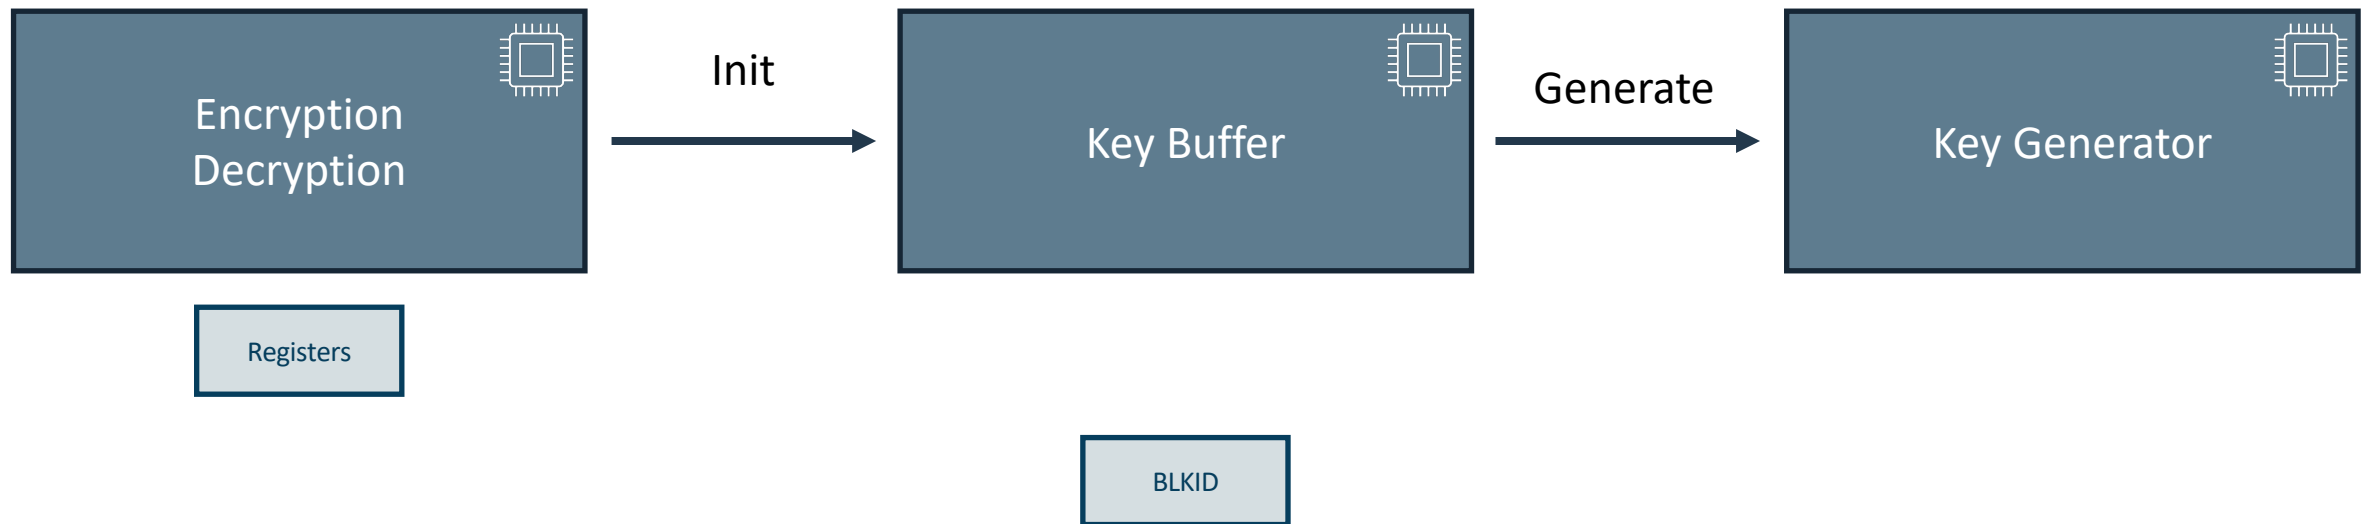 Encryption
Decryption
Init
Key Buffer
Generate
Key Generator
Registers
BLKID